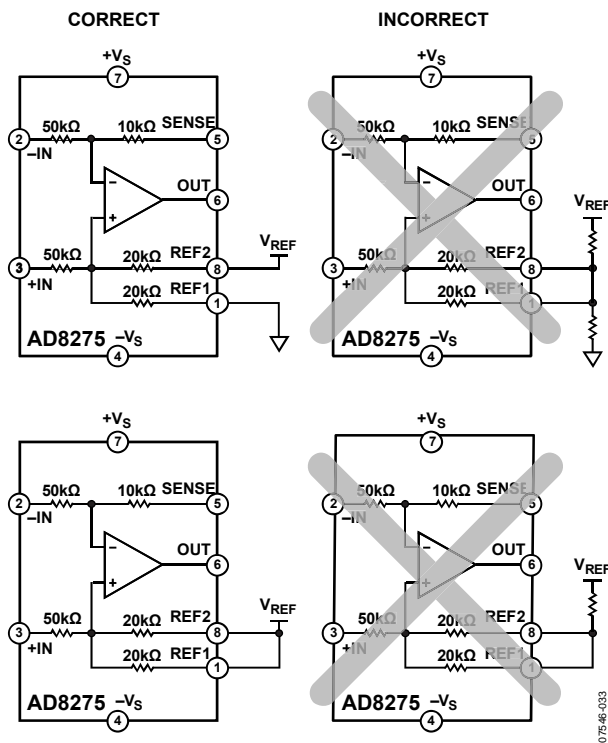 CORRECT
INCORRECT
+VS
7
50kΩ
10kΩ
SENSE
2
5
–IN
–
OUT
6
+
50kΩ
20kΩ
REF2
VREF
3
8
+IN
20kΩ
REF1
1
AD8275
–VS
4
+VS
7
50kΩ
10kΩ
SENSE
2
5
–IN
–
OUT
6
+
VREF
50kΩ
20kΩ
REF2
3
8
+IN
20kΩ
REF1
1
AD8275
–VS
4
+VS
7
50kΩ
10kΩ
SENSE
2
5
–IN
–
OUT
6
+
50kΩ
20kΩ
REF2
VREF
3
8
+IN
20kΩ
REF1
1
AD8275
–VS
4
+VS
7
50kΩ
10kΩ
SENSE
2
5
–IN
–
OUT
6
+
VREF
50kΩ
20kΩ
REF2
3
8
+IN
20kΩ
REF1
1
AD8275
–VS
4
07546-033